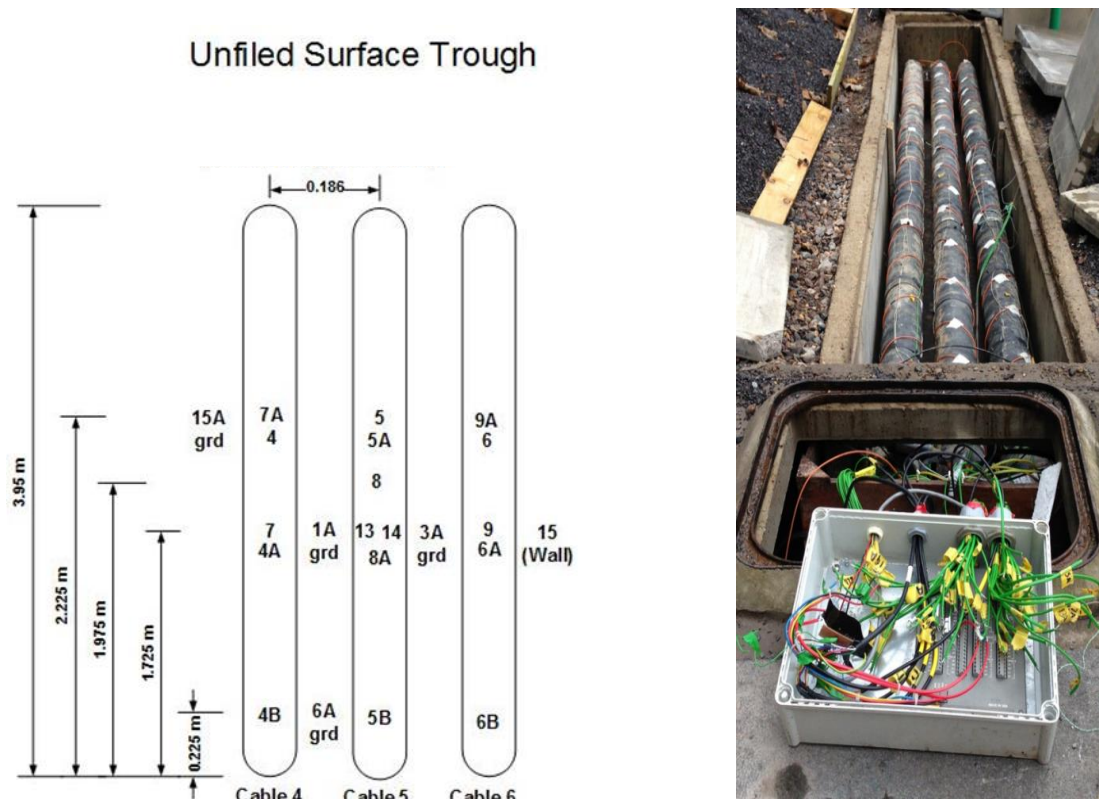 Unfiled Surface Trough
0.186
3.95 m
2.225 m
1.975 m
1.725 m
0.225 m
15A
grd
7A
4
5
5A
9A
6
8
7
4A
1A
grd
13 14
8A
3A
grd
9
6A
15
(Wall)
4B
6A
grd
5B
6B
Cable 4
Cable 5
Cable 6